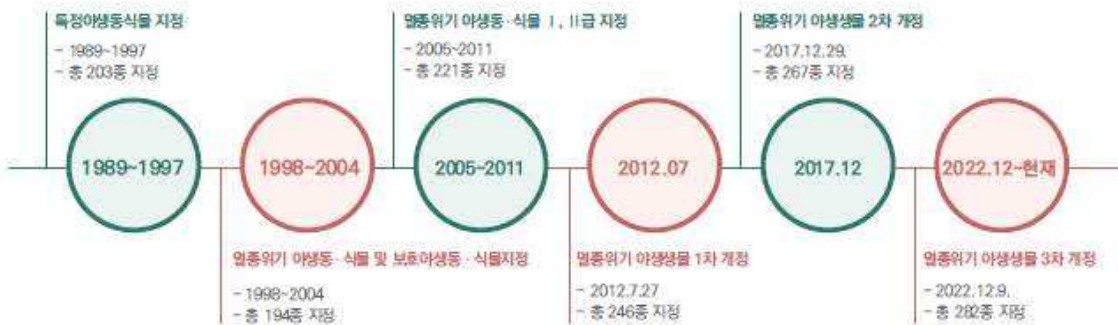 특정야생동식물 지정
- 1989~1997
- 총 203종 지정
멸종위기 야생동·식물 Ⅰ, Ⅱ급 지정
- 2005~2011
- 총 221종 지정
멸종위기 야생생물 2차 개정
- 2017.12.29.
- 총 267종 지정
1989~1997
1998~2004
2005~2011
2012.07
2017.12
2022.12~현재
멸종위기 야생동·식물 및 보호야생동·식물지정
- 1998~2004
- 총 194종 지정
멸종위기 야생생물 1차 개정
- 2012.7.27
- 총 246종 지정
멸종위기 야생생물 3차 개정
- 2022.12.9.
- 총 282종 지정